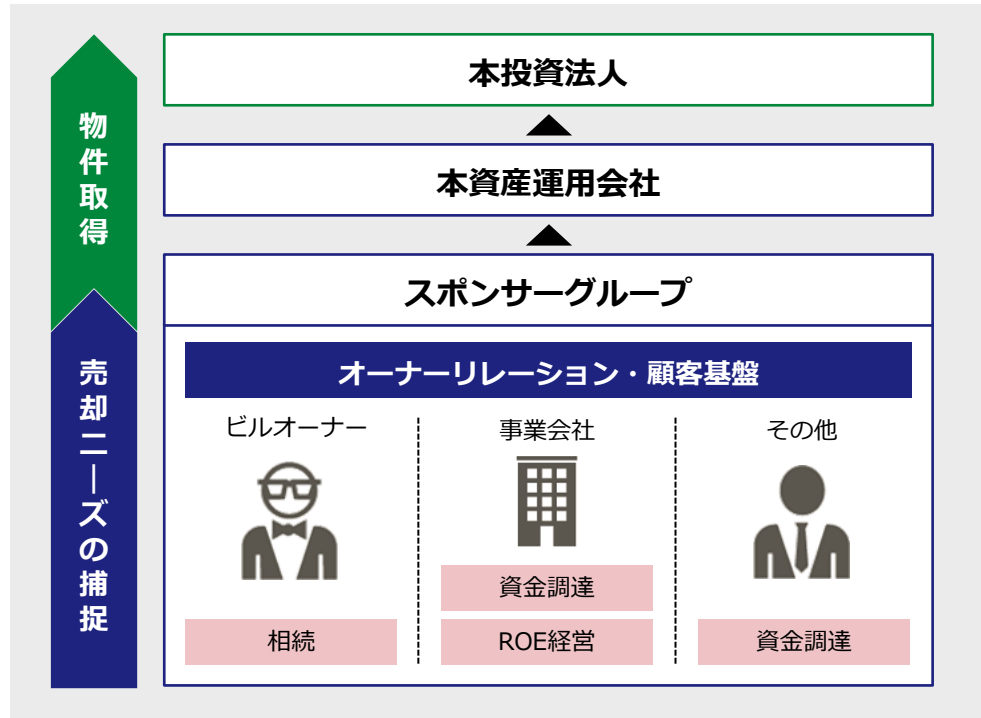 物件取得
売却ニーズの捕捉
本投資法人
本資産運用会社
スポンサーグループ
オーナーリレーション・顧客基盤
ビルオーナー
相続
事業会社
資金調達
ROE経営
その他
資金調達